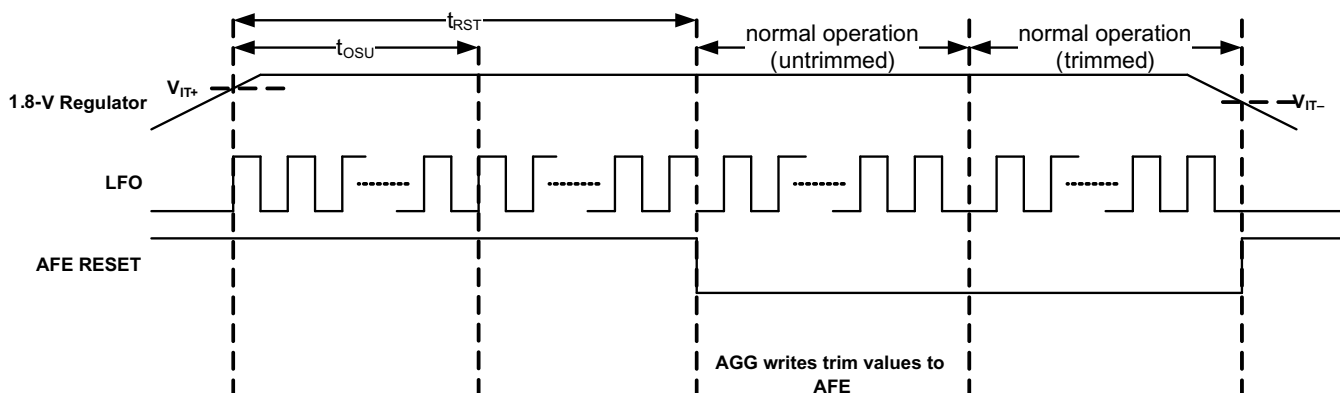 tRST
tOSU
normal operation
(untrimmed)
normal operation
(trimmed)
VIT+
1.8-V Regulator
VIT–
LFO
AFE RESET
AGG writes trim values to
AFE